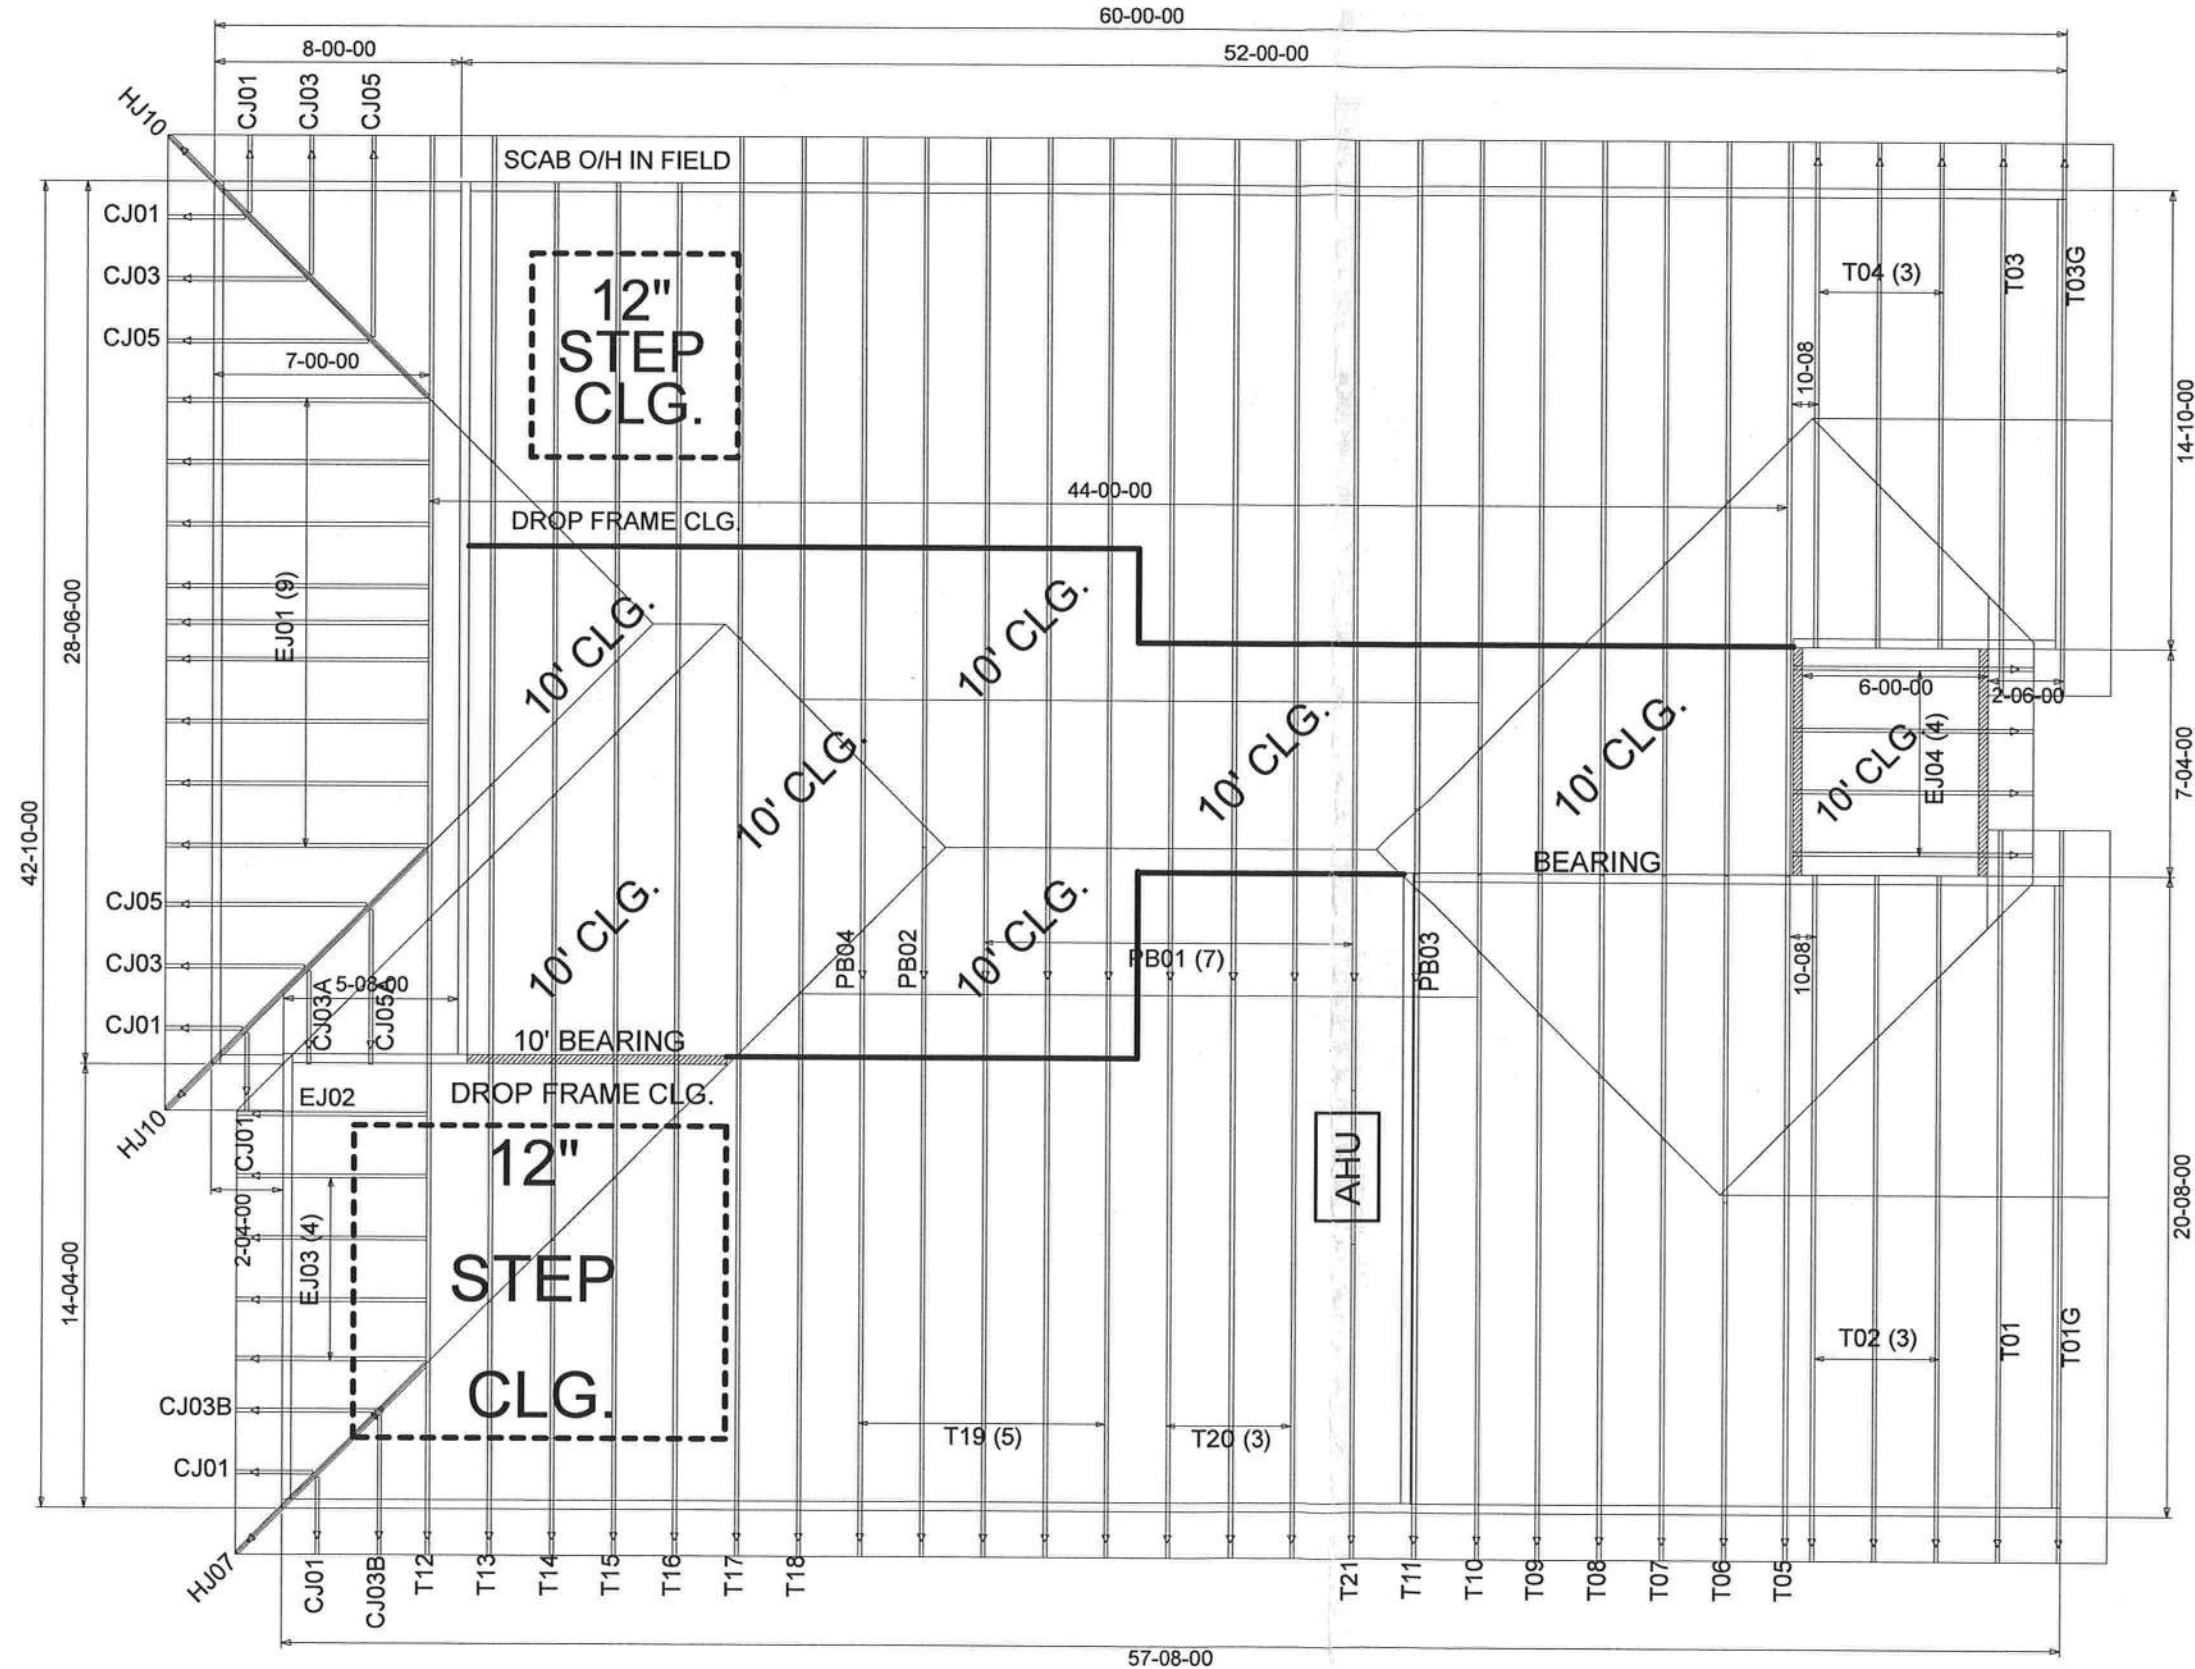 60-00-00
8-00-00
52-00-00
HJ10
CJ01
CJ03
CJ05
SCAB O/H IN FIELD
CJ01
CJ03
CJ05
7-00-00
12"
STEP
CLG.
T04 (3)
T03
T03G
10-08
14-10-00
44-00-00
DROP FRAME CLG.
28-06-00
EJ01 (9)
10' CLG.
10' CLG.
10' CLG.
10' CLG.
10' CLG.
6-00-00
2-06-00
10' CLG.
EJ04 (4)
7-04-00
42-10-00
BEARING
10' CLG.
10' CLG.
CJ05
CJ03
CJ01
5-08-00
CJ03A
CJ05A
PB04
PB02
PB01 (7)
PB03
10-08
10' BEARING
EJ02
DROP FRAME CLG.
HJ10
CJ01
2-04-00
EJ03 (4)
12"
STEP
CLG.
AHU
14-04-00
20-08-00
T02 (3)
T01
T01G
CJ03B
CJ01
T19 (5)
T20 (3)
HJ07
CJ01
CJ03B
T12
T13
T14
T15
T16
T17
T18
T21
T11
T10
T09
T08
T07
T06
T05
57-08-00